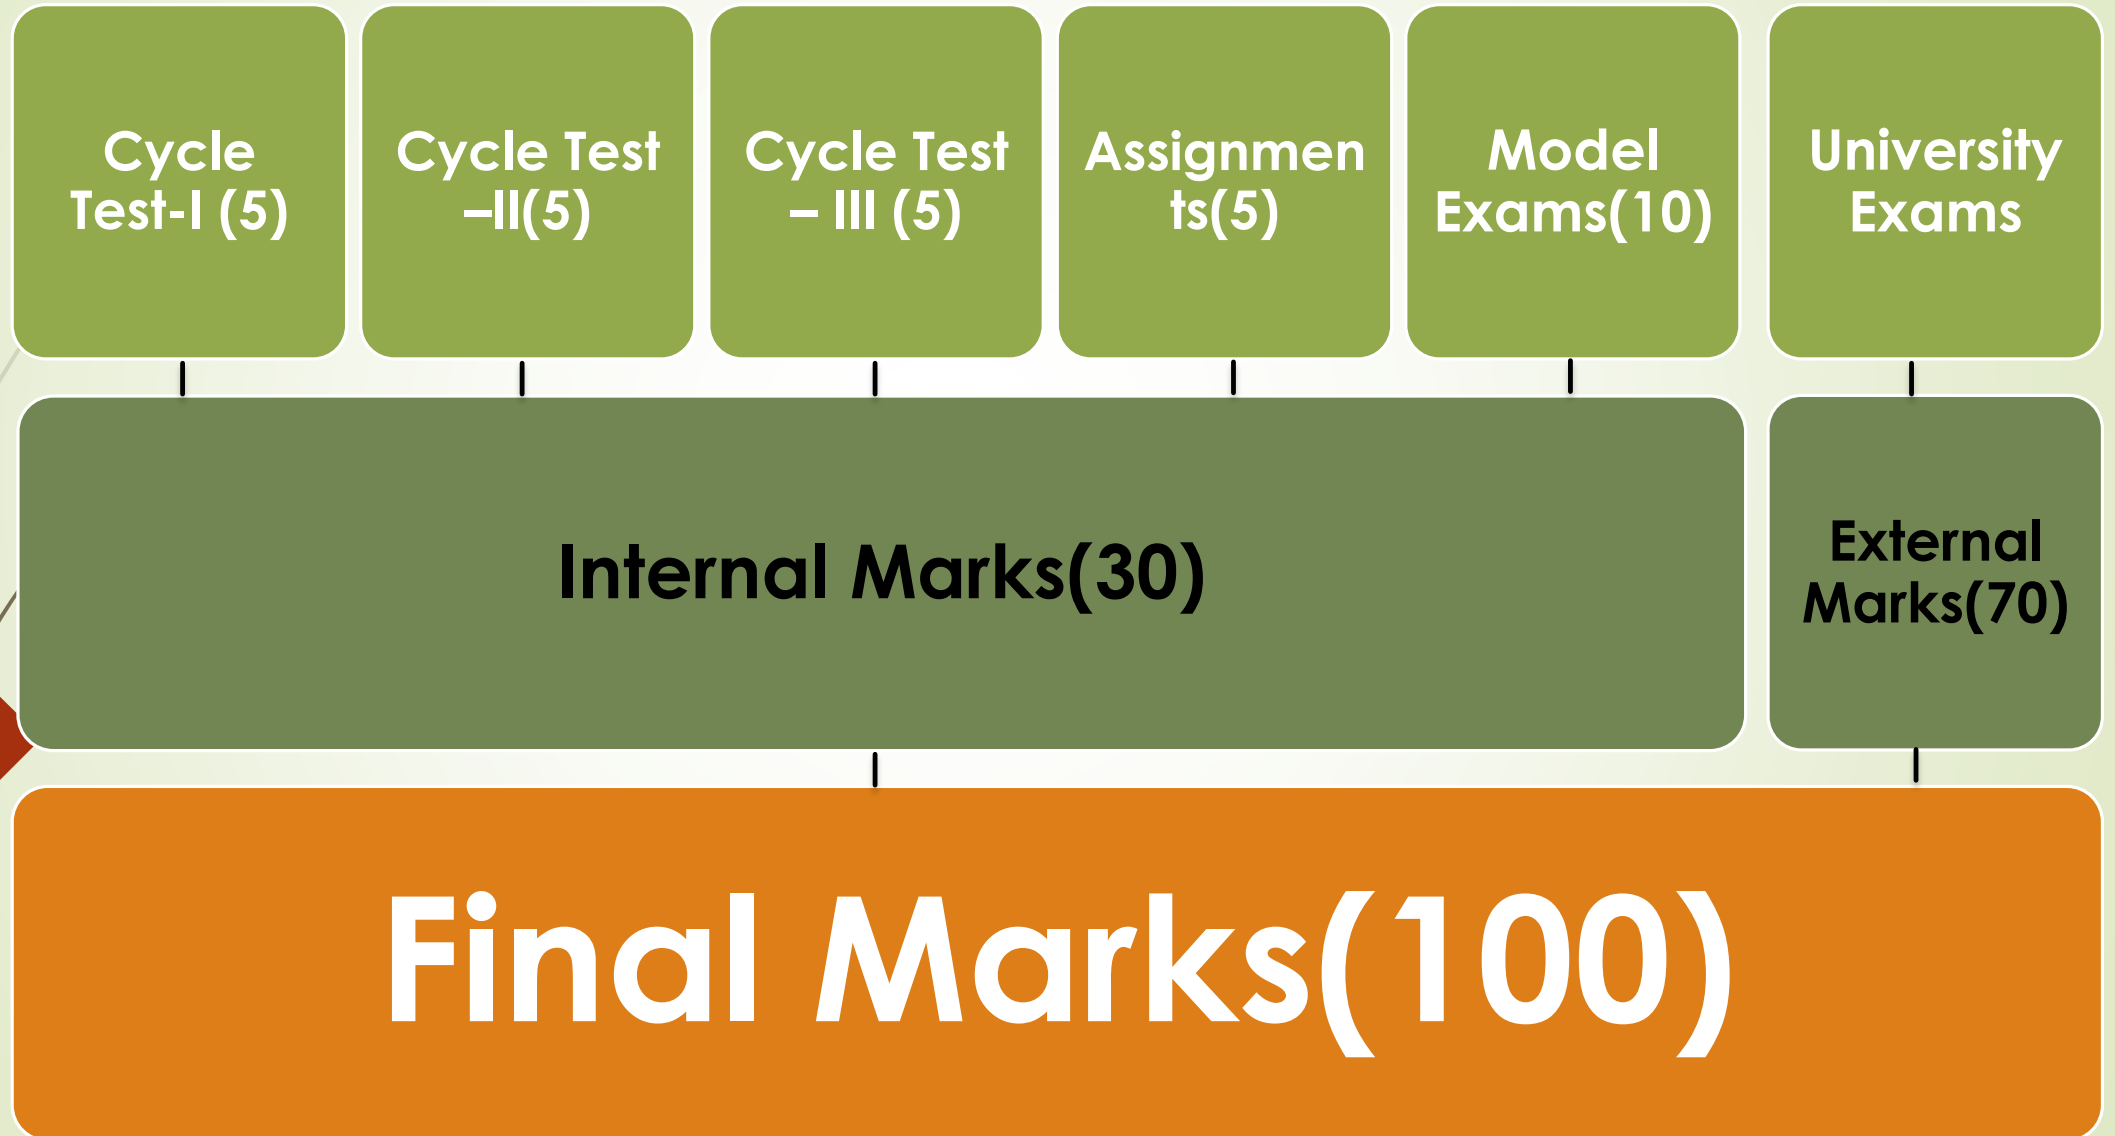 Cycle
Test-I (5)
Cycle Test
–II(5)
Cycle Test
– III (5)
Assignmen
ts(5)
Model
Exams(10)
University
Exams
Internal Marks(30)
External
Marks(70)
Final Marks(100)